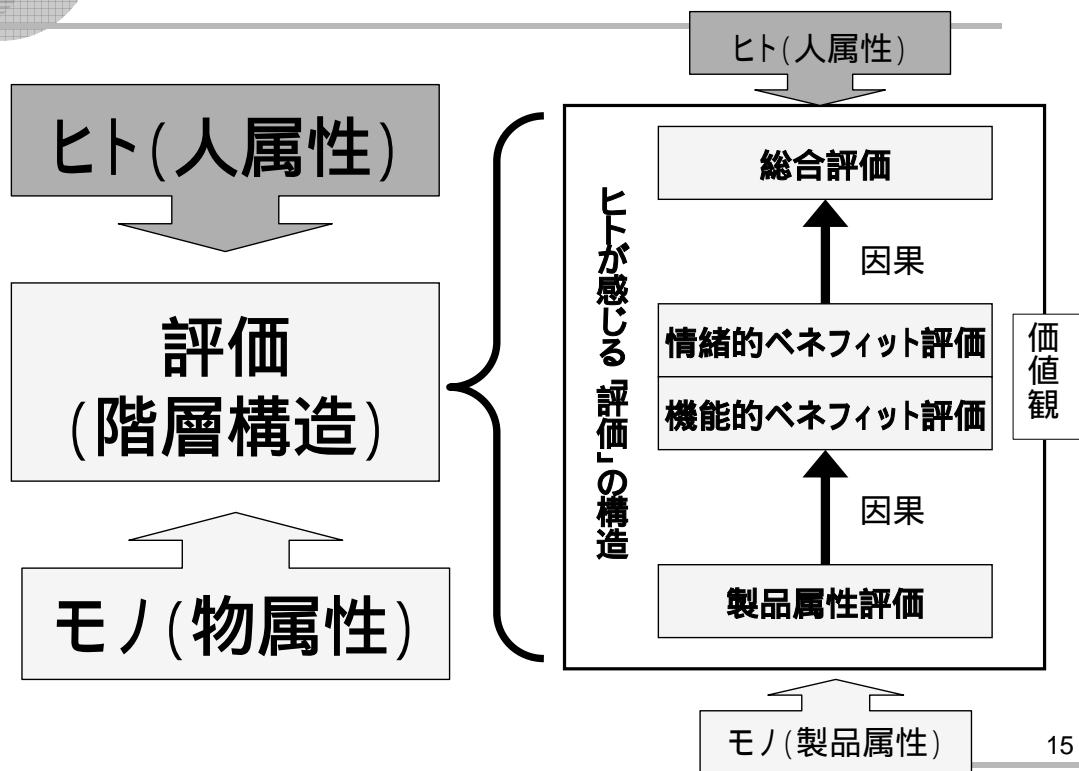 ヒト(人属性)
評価
(階層構造)
モノ(物属性)
ヒト(人属性)
ヒトが感じる『評価』の構造
総合評価
因果
情緒的ベネフィット評価
機能的ベネフィット評価
因果
製品属性評価
価値観
モノ(製品属性)
15